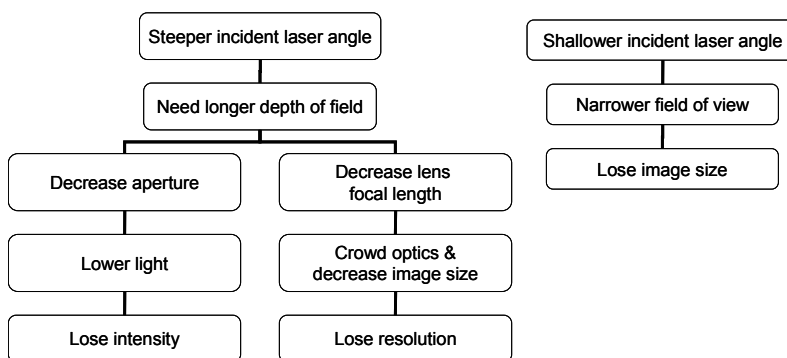 Steeper incident laser angle
Need longer depth of field
Decrease aperture
Lower light
Lose intensity
Decrease lens
focal length
Crowd optics &
decrease image size
Lose resolution
Shallower incident laser angle
Narrower field of view
Lose image size